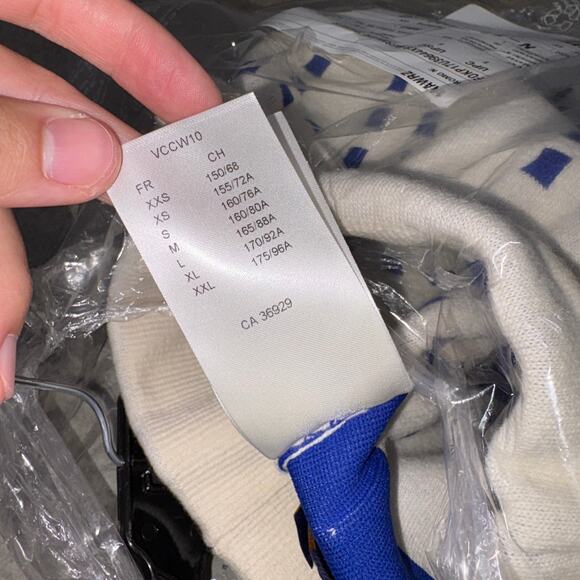 VCCW10
FR CH
XXS 150/68
XS 155/72A
S 160/76A
M 160/80A
L 165/88A
XL 170/92A
XXL 175/96A
CA 36929
UPC